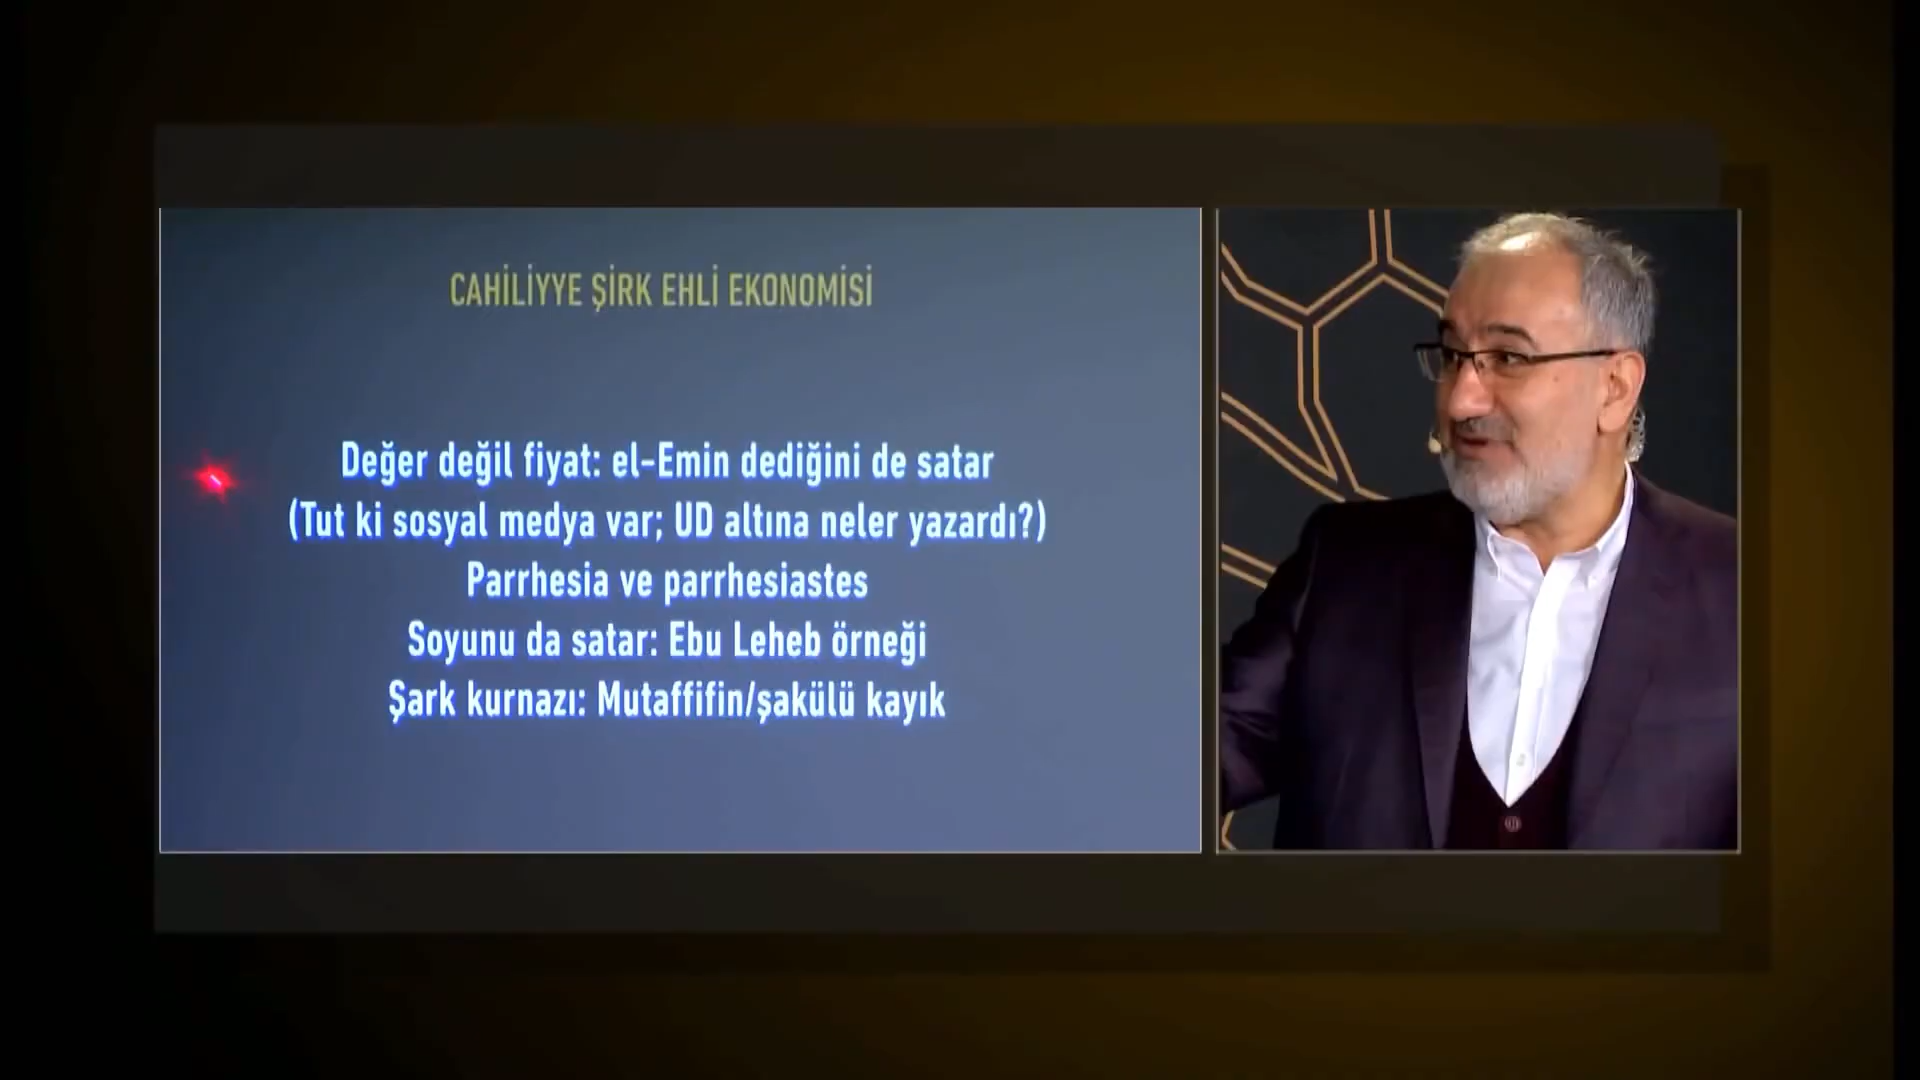 CAHİLİYYE ŞİRK EHLİ EKONOMİSİ
Değer değil fiyat: el-Emin dediğini de satar
(Tut ki sosyal medya var; UD altına neler yazardı?)
Parrhesia ve parrhesiastes
Soyunu da satar: Ebu Leheb örneği
Şark kurnazı: Mutaffifin/şakülü kayık